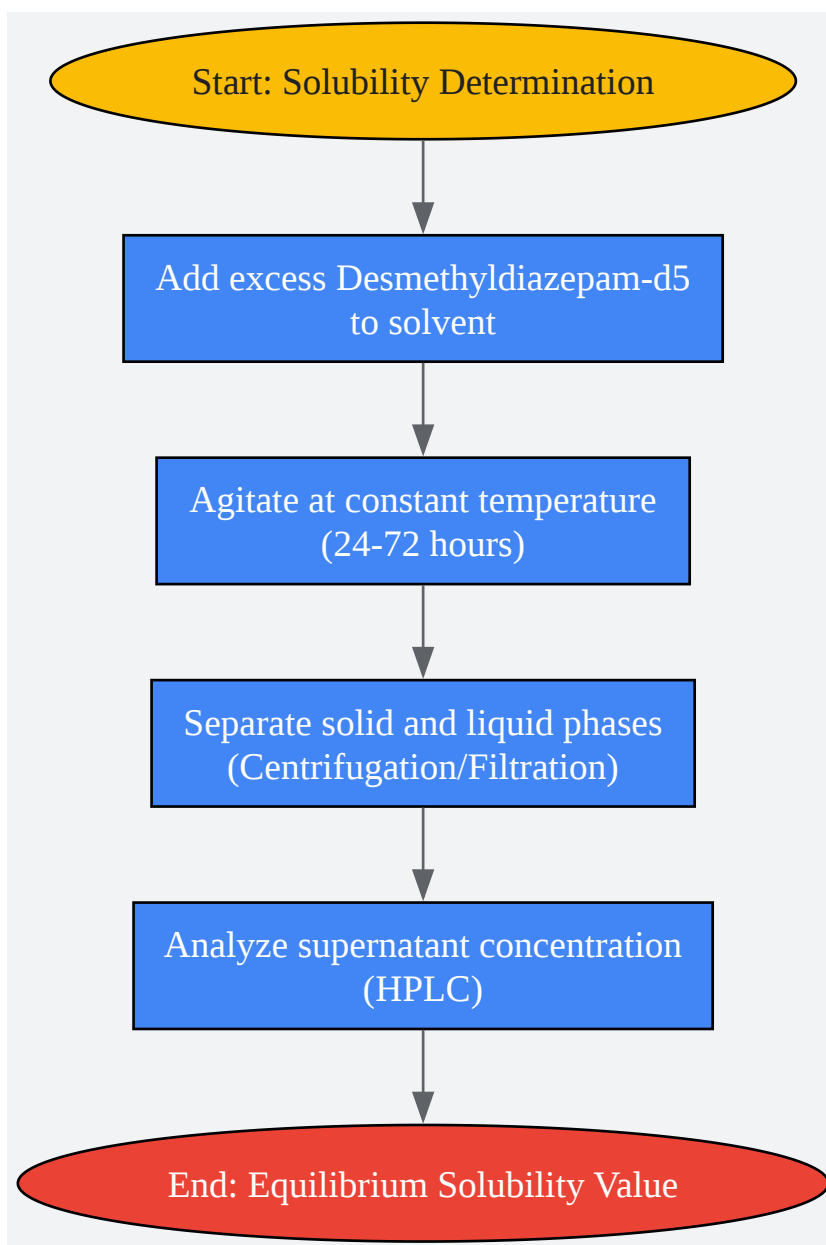 Start: Solubility Determination
Add excess Desmethyldiazepam-d5
to solvent
Agitate at constant temperature
(24-72 hours)
Separate solid and liquid phases
(Centrifugation/Filtration)
Analyze supernatant concentration
(HPLC)
End: Equilibrium Solubility Value